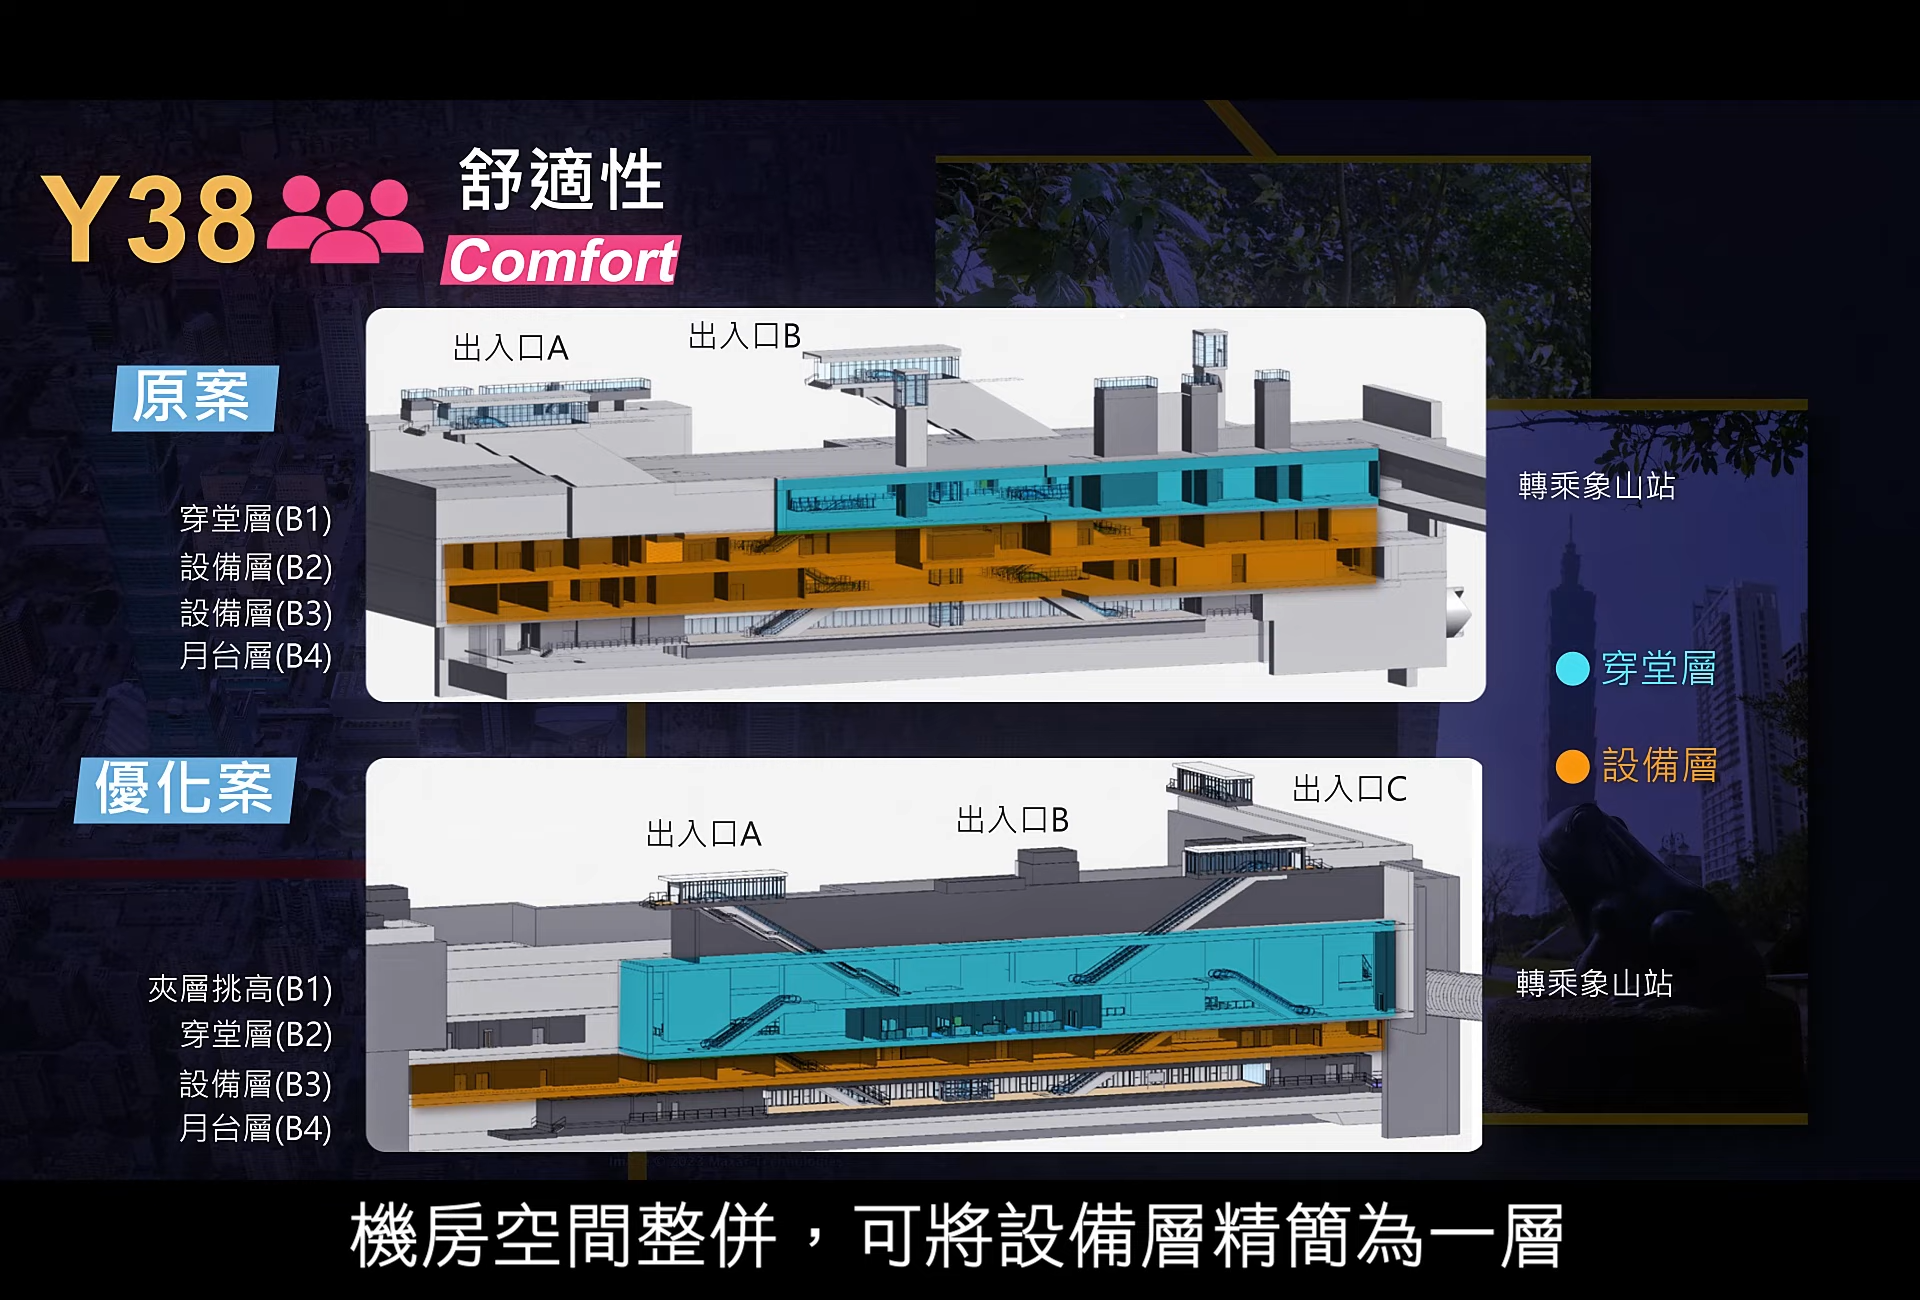 Y38
舒適性
Comfort
原案
出入口A
出入口B
穿堂層(B1)
設備層(B2)
設備層(B3)
月台層(B4)
轉乘象山站
穿堂層
設備層
優化案
出入口A
出入口B
出入口C
夾層挑高(B1)
穿堂層(B2)
設備層(B3)
月台層(B4)
轉乘象山站
機房空間整併，可將設備層精簡為一層